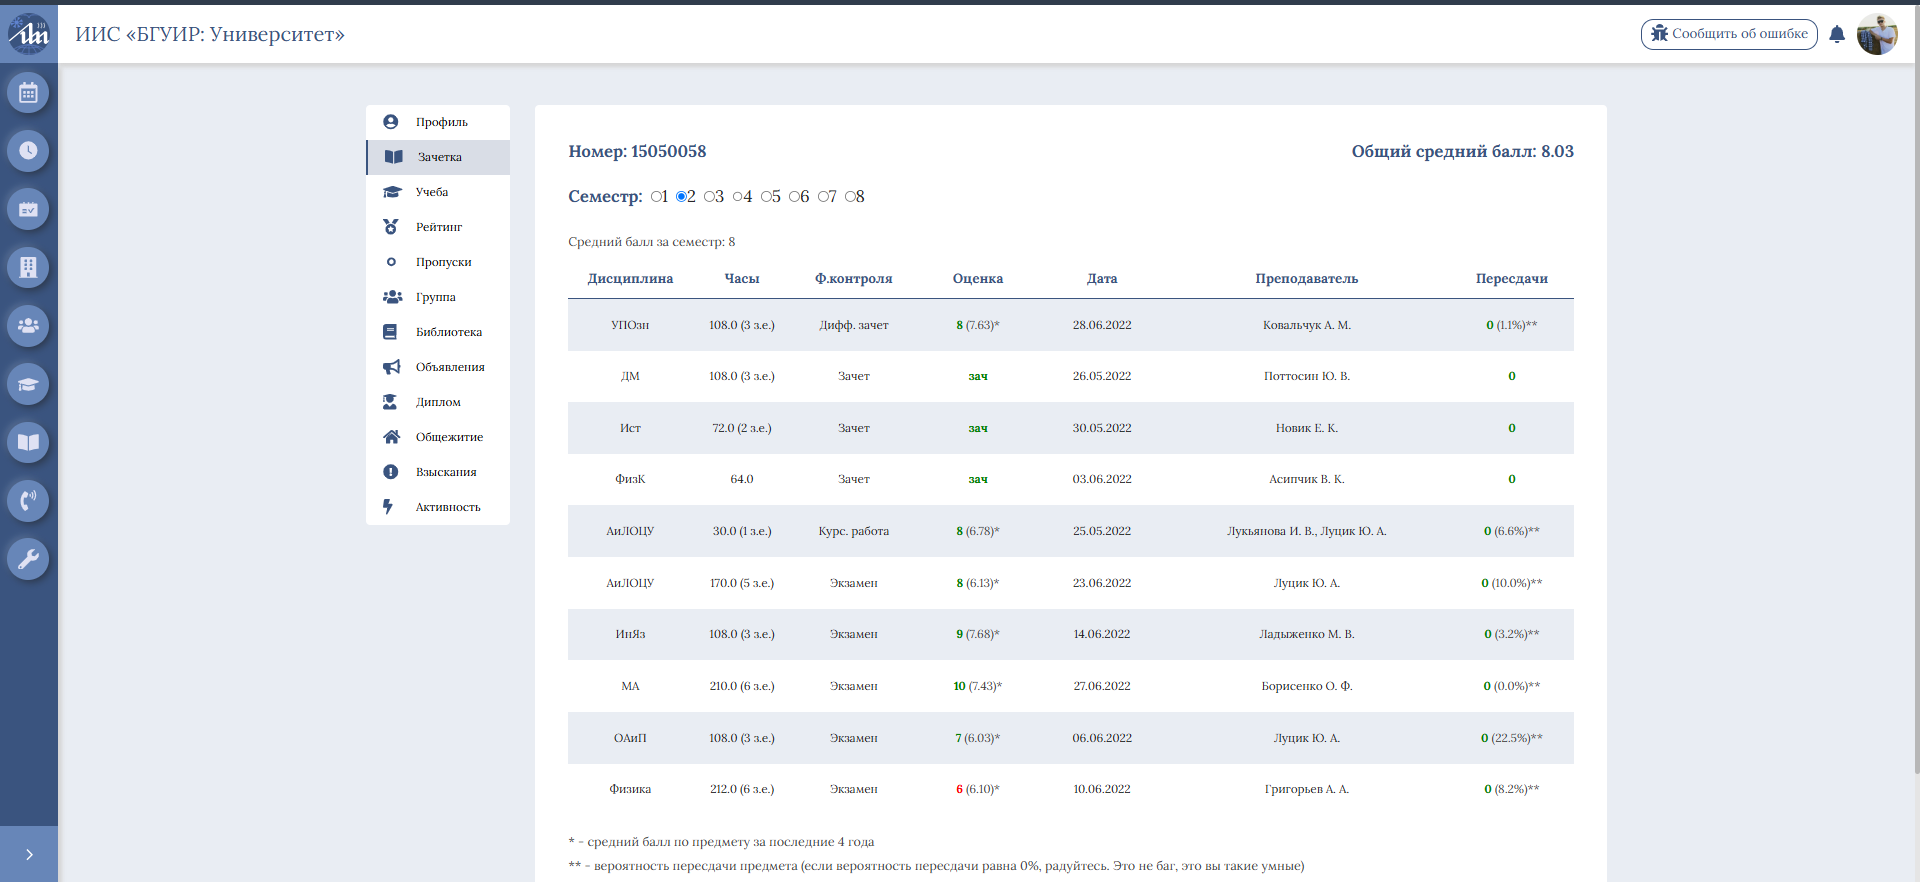 ИИС «БГУИР: Университет»
Сообщить об ошибке
Профиль
Зачетка
Учеба
Рейтинг
Пропуски
Группа
Библиотека
Объявления
Диплом
Общежитие
Взыскания
Активность
Номер: 15050058
Общий средний балл: 8.03
Семестр: 1 2 3 4 5 6 7 8
Средний балл за семестр: 8
Дисциплина Часы Ф.контроля Оценка Дата Преподаватель Пересдачи
УПОзн 108.0 (3 з.е.) Дифф. зачет 8 (7.63)* 28.06.2022 Ковальчук А. М. 0 (1.1%)**
ДМ 108.0 (3 з.е.) Зачет зач 26.05.2022 Поттосин Ю. В. 0
Ист 72.0 (2 з.е.) Зачет зач 30.05.2022 Новик Е. К. 0
ФизК 64.0 Зачет зач 03.06.2022 Асипчик В. К. 0
АиЛОЦУ 30.0 (1 з.е.) Курс. работа 8 (6.78)* 25.05.2022 Лукьянова И. В., Луцик Ю. А. 0 (6.6%)**
АиЛОЦУ 170.0 (5 з.е.) Экзамен 8 (6.13)* 23.06.2022 Луцик Ю. А. 0 (10.0%)**
ИнЯз 108.0 (3 з.е.) Экзамен 9 (7.68)* 14.06.2022 Ладыженко М. В. 0 (3.2%)**
МА 210.0 (6 з.е.) Экзамен 10 (7.43)* 27.06.2022 Борисенко О. Ф. 0 (0.0%)**
ОАиП 108.0 (3 з.е.) Экзамен 7 (6.03)* 06.06.2022 Луцик Ю. А. 0 (22.5%)**
Физика 212.0 (6 з.е.) Экзамен 6 (6.10)* 10.06.2022 Григорьев А. А. 0 (8.2%)**
* - средний балл по предмету за последние 4 года
** - вероятность пересдачи предмета (если вероятность пересдачи равна 0%, радуйтесь. Это не баг, это вы такие умные)